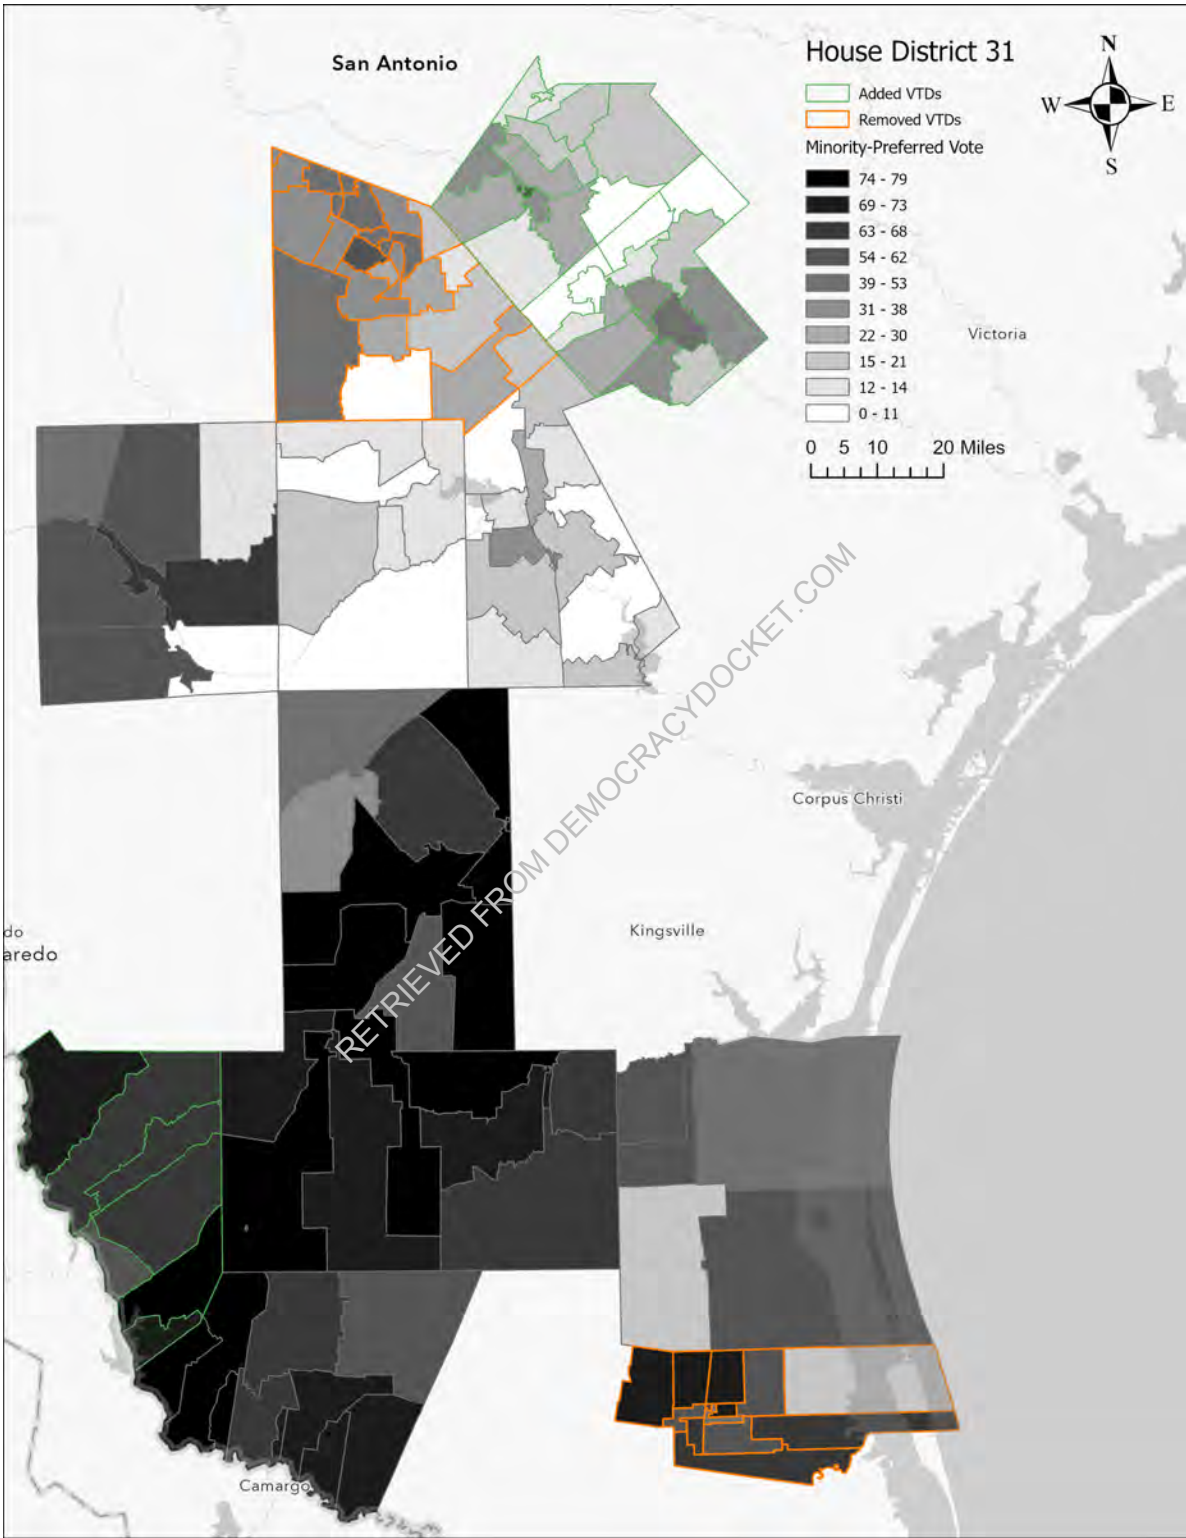 San Antonio
House District 31
Added VTDs
Removed VTDs
Minority-Preferred Vote
74 - 79
69 - 73
63 - 68
54 - 62
39 - 53
31 - 38
22 - 30
15 - 21
12 - 14
0 - 11
0 5 10 20 Miles
N
W E
S
Victoria
Corpus Christi
Kingsville
do
aredo
Camargo
RETRIEVED FROM DEMOCRACYDOCKET.COM